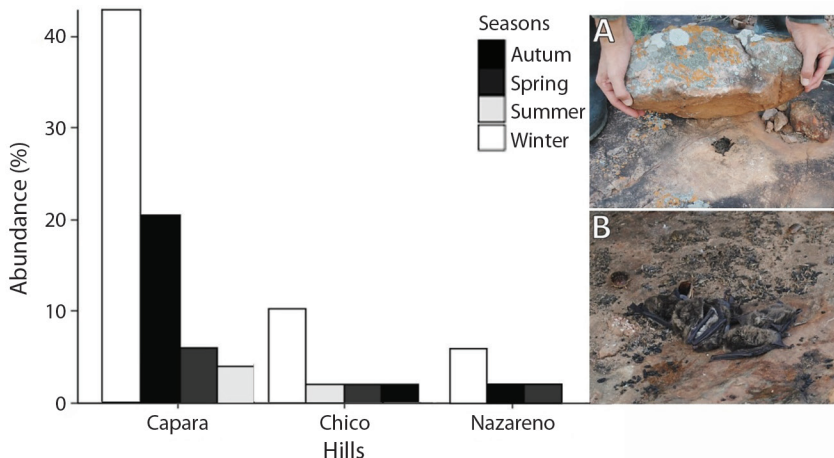 Seasons
Autum
Spring
Summer
Winter
Abundance (%)
40
30
20
10
0
Capara
Chico
Nazareno
Hills
A
B